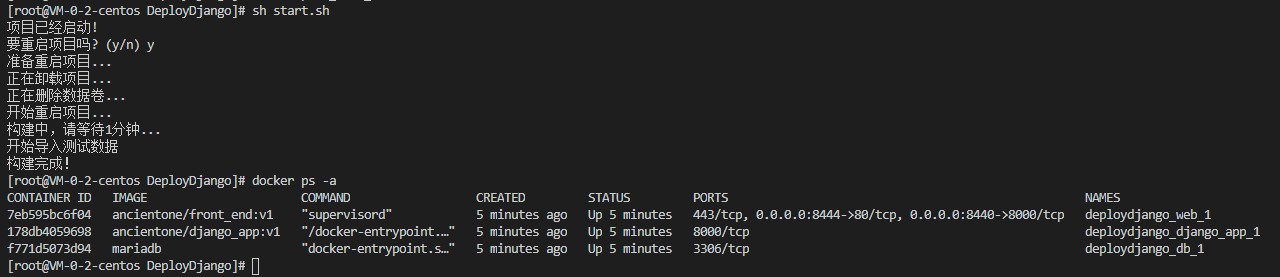 [root@VM-0-2-centos DeployDjango]# sh start.sh
项目已经启动!
要重启项目吗? (y/n) y
准备重启项目...
正在卸载项目...
正在删除数据卷...
开始重启项目...
构建中, 请等待1分钟...
开始导入测试数据
构建完成!
[root@VM-0-2-centos DeployDjango]# docker ps -a
CONTAINER ID IMAGE COMMAND CREATED STATUS PORTS NAMES
7eb595bc6f04 ancientone/front_end:v1 "supervisord" 5 minutes ago Up 5 minutes 443/tcp, 0.0.0.0:8444->80/tcp, 0.0.0.0:8440->8000/tcp deploydjango_web_1
178db4059698 ancientone/django_app:v1 "/docker-entrypoint.…" 5 minutes ago Up 5 minutes 8000/tcp deploydjango_django_app_1
f771d5073d94 mariadb "docker-entrypoint.s…" 5 minutes ago Up 5 minutes 3306/tcp deploydjango_db_1
[root@VM-0-2-centos DeployDjango]#